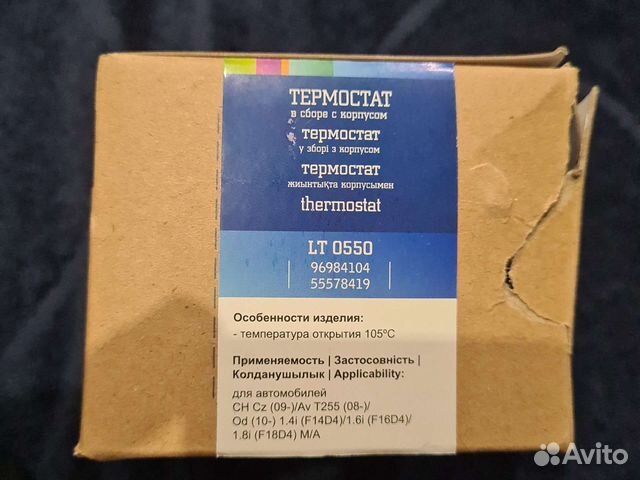 ТЕРМОСТАТ
в сборе с корпусом
термостат
у зборі з корпусом
термостат
жиынтықта корпусымен
thermostat
LT 0550
96984104
55578419
Особенности изделия:
- температура открытия 105°С
Применяемость | Застосовність |
Колданушылык | Applicability:
для автомобилей
CH Cz (09-)/Av T255 (08-)/
Od (10-) 1.4i (F14D4)/1.6i (F16D4)/
1.8i (F18D4) M/A
Avito